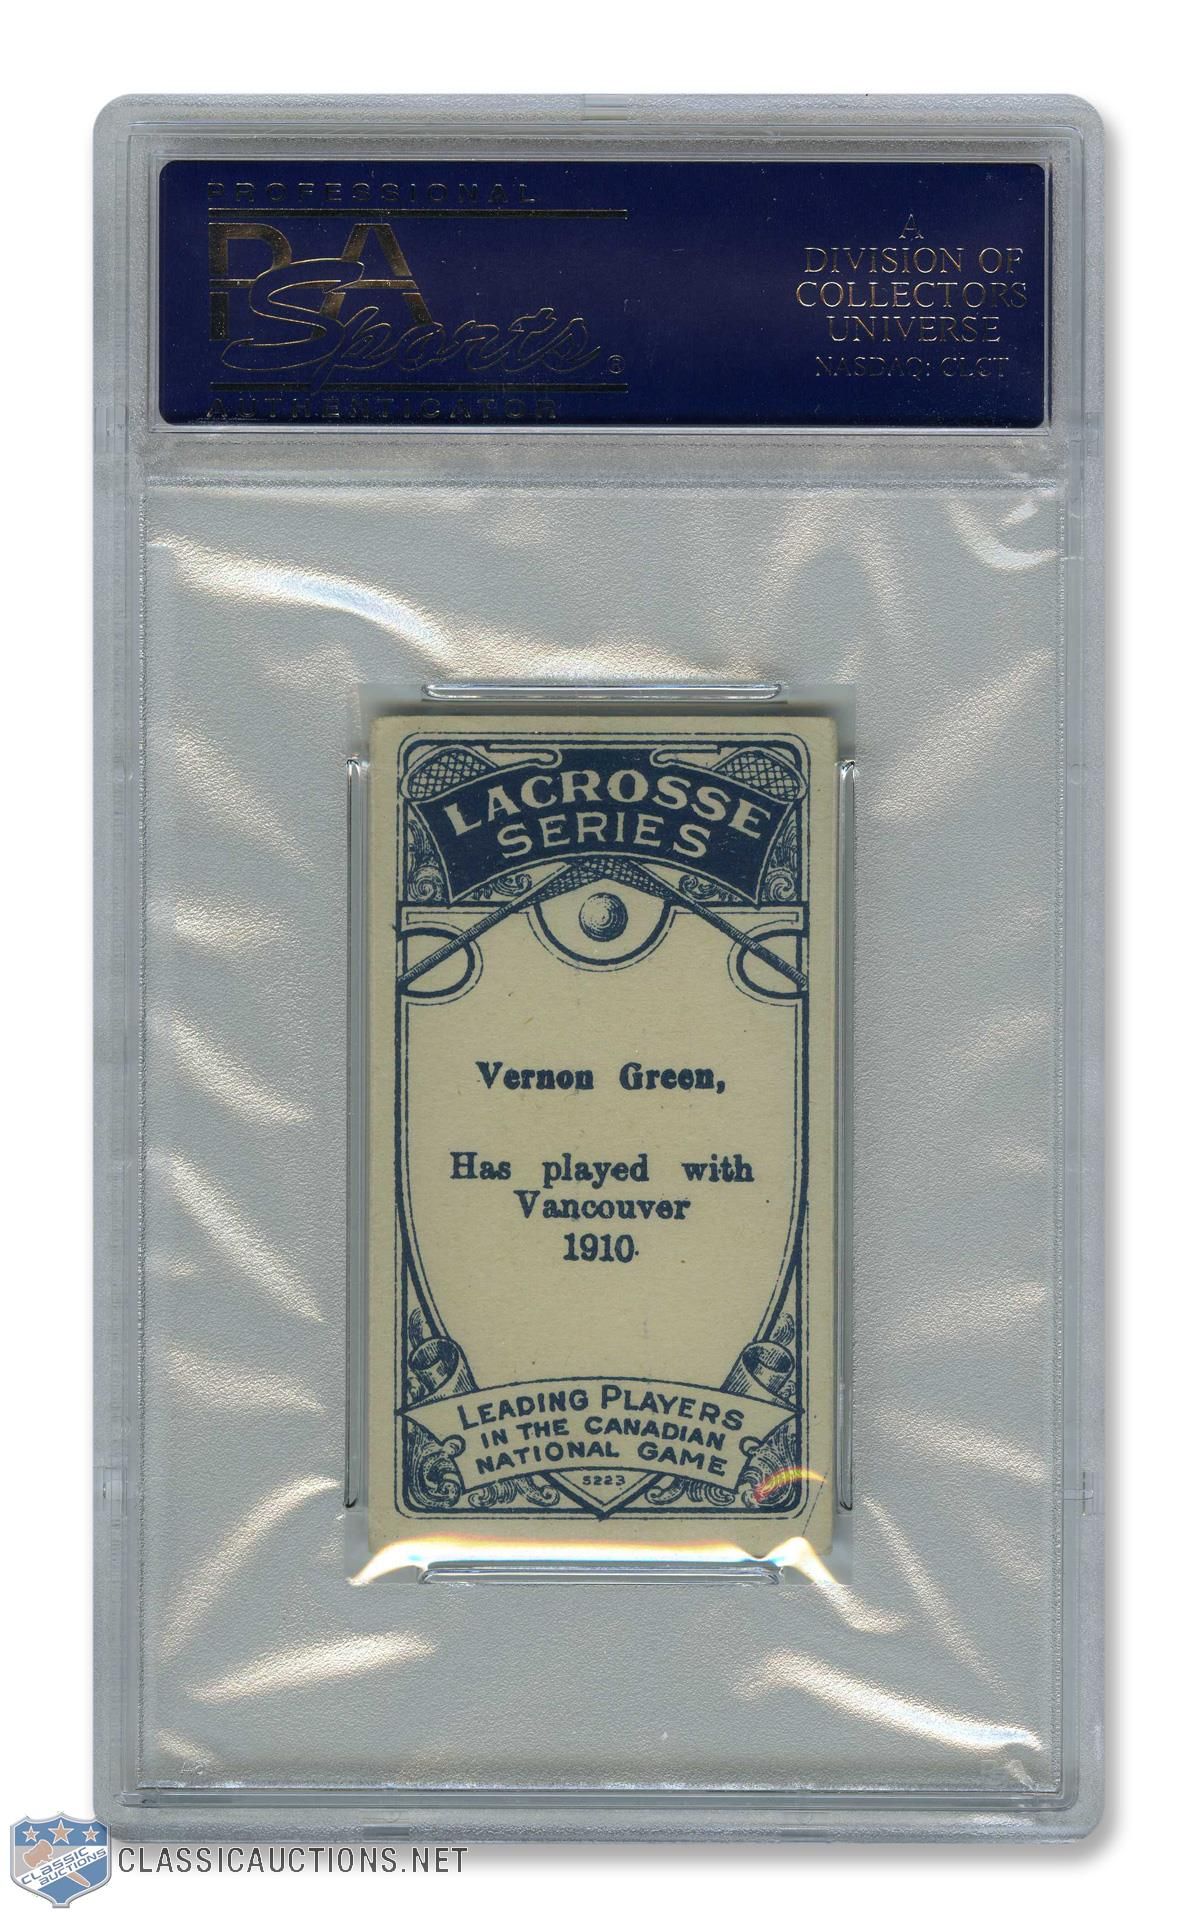 PROFESSIONAL
PSA
Sports®
AUTHENTICATOR
A
DIVISION OF
COLLECTORS
UNIVERSE
NASDAQ: CLCT
LACROSSE
SERIES
Vernon Green,
Has played with
Vancouver
1910.
LEADING PLAYERS
IN THE CANADIAN
NATIONAL GAME
5223
CLASSIC
AUCTIONS
CLASSICAUCTIONS.NET